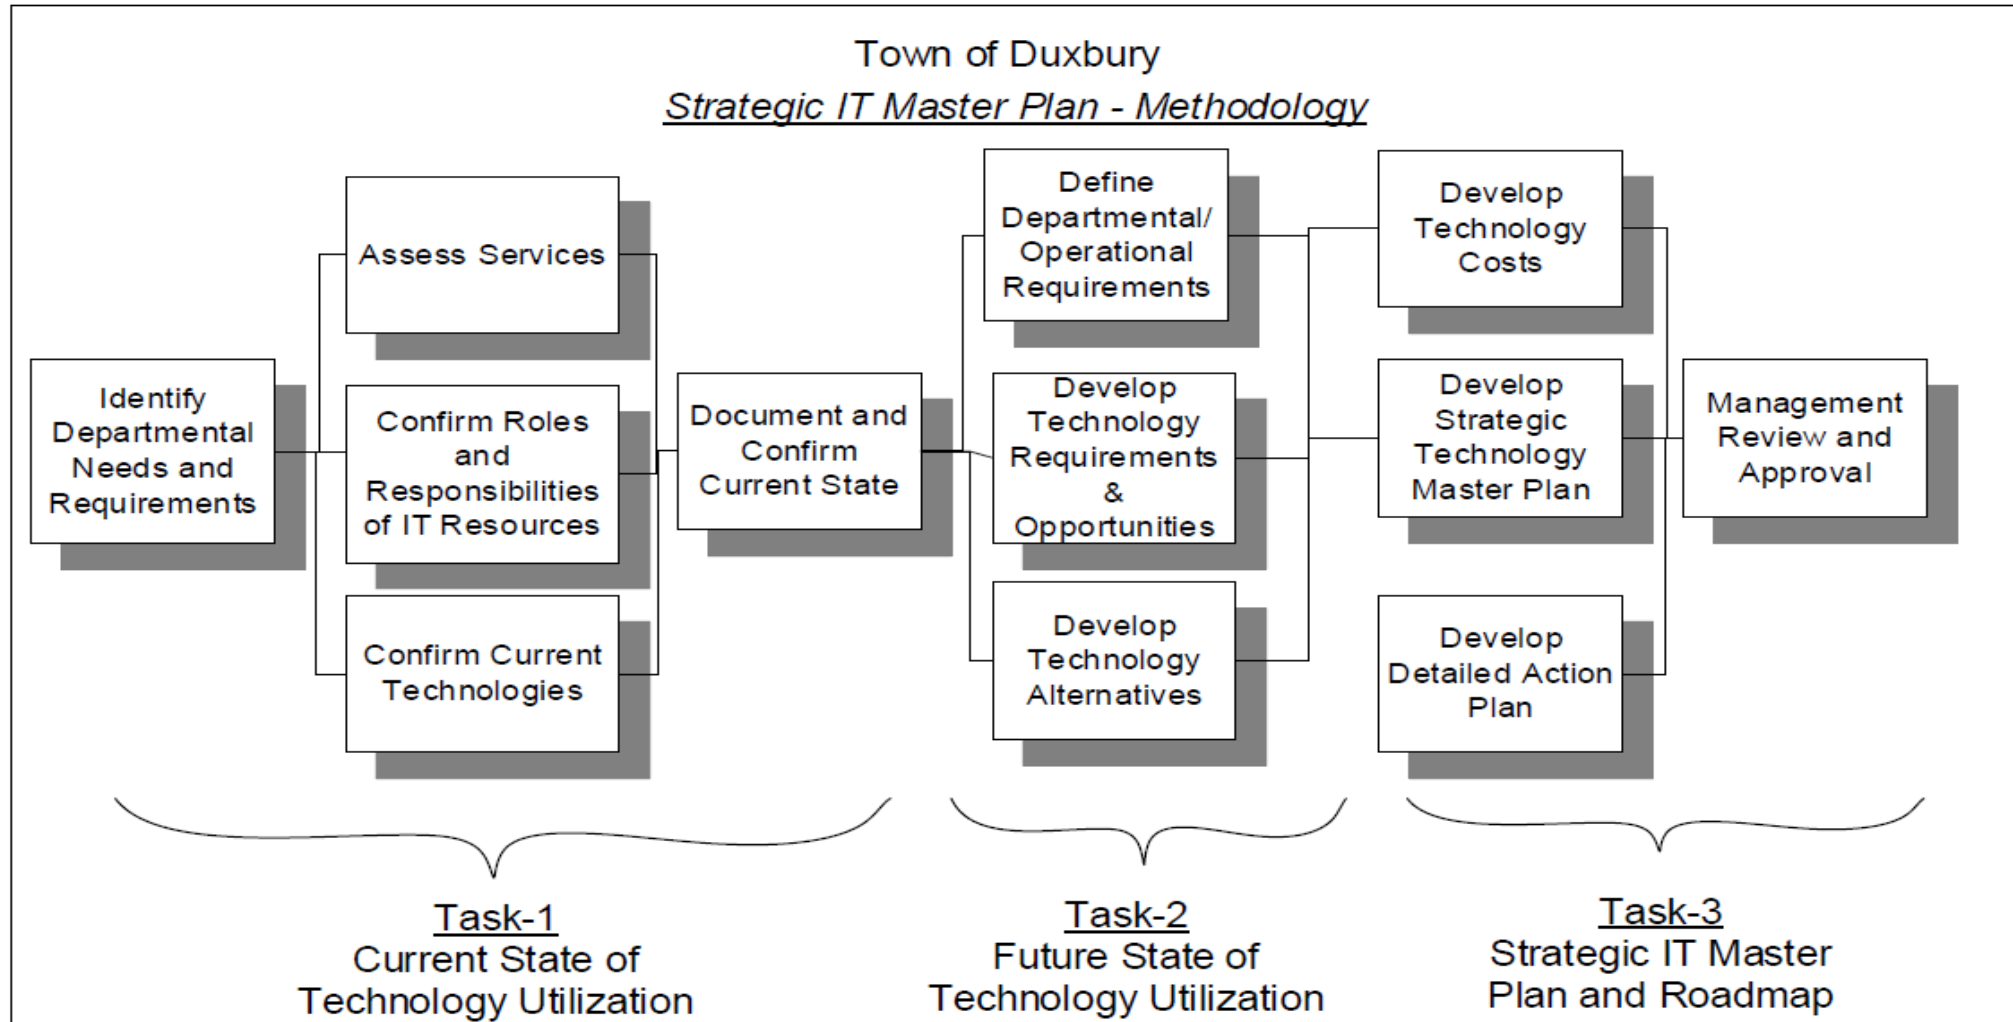 Town of Duxbury
Strategic IT Master Plan - Methodology
Identify
Departmental
Needs and
Requirements
Assess Services
Confirm Roles
and
Responsibilities
of IT Resources
Confirm Current
Technologies
Document and
Confirm
Current State
Define
Departmental/
Operational
Requirements
Develop
Technology
Requirements
&
Opportunities
Develop
Technology
Alternatives
Develop
Technology
Costs
Develop
Strategic
Technology
Master Plan
Develop
Detailed Action
Plan
Management
Review and
Approval
Task-1
Current State of
Technology Utilization
Task-2
Future State of
Technology Utilization
Task-3
Strategic IT Master
Plan and Roadmap